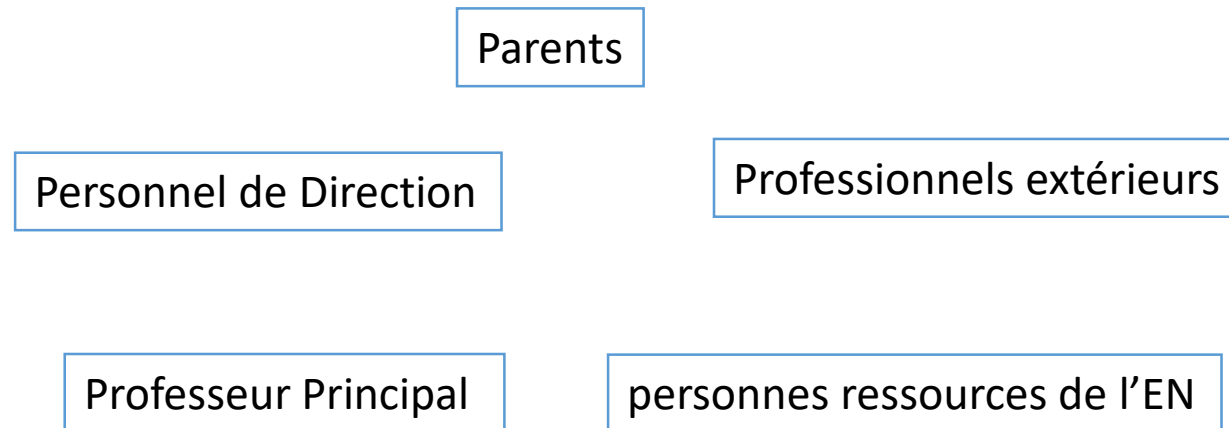 Parents
Personnel de Direction
Professionnels extérieurs
Professeur Principal
personnes ressources de l’EN